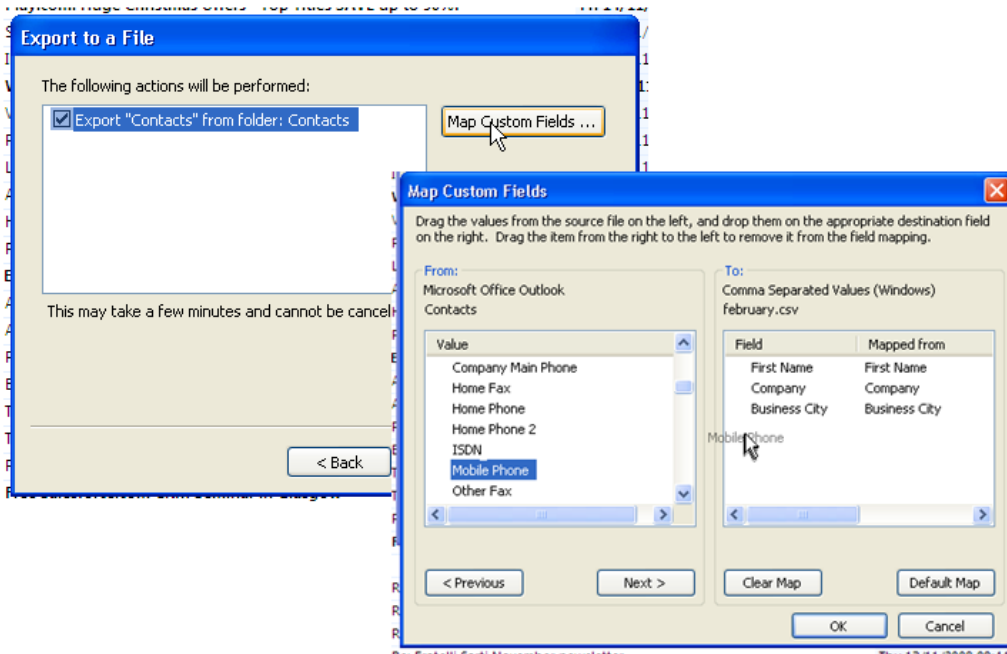 Export to a File
The following actions will be performed:
Export "Contacts" from folder: Contacts
Map Custom Fields ...
This may take a few minutes and cannot be cancel
< Back
Map Custom Fields
Drag the values from the source file on the left, and drop them on the appropriate destination field
on the right. Drag the item from the right to the left to remove it from the field mapping.
From:
Microsoft Office Outlook
Contacts
Value
Company Main Phone
Home Fax
Home Phone
Home Phone 2
ISDN
Mobile Phone
Other Fax
< Previous
Next >
To:
Comma Separated Values (Windows)
february.csv
Field Mapped from
First Name First Name
Company Company
Business City Business City
Mobile Phone
Clear Map
Default Map
OK
Cancel